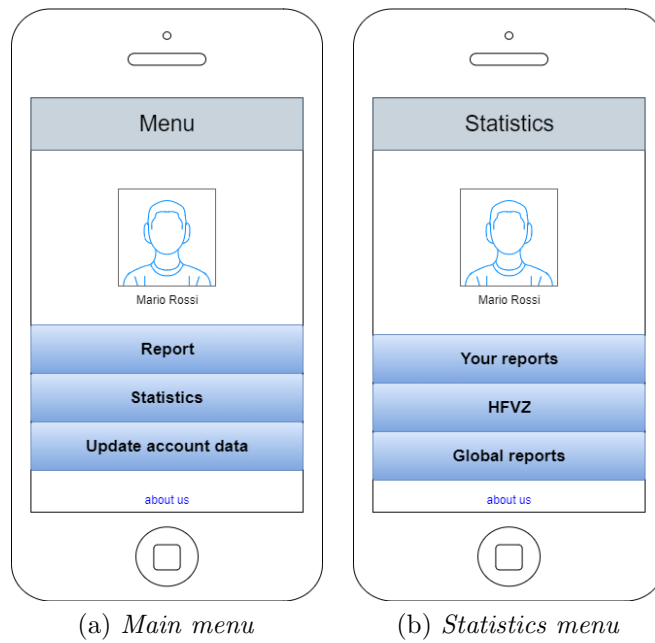 Menu
Mario Rossi
Report
Statistics
Update account data
about us
(a) Main menu
Statistics
Mario Rossi
Your reports
HFVZ
Global reports
about us
(b) Statistics menu